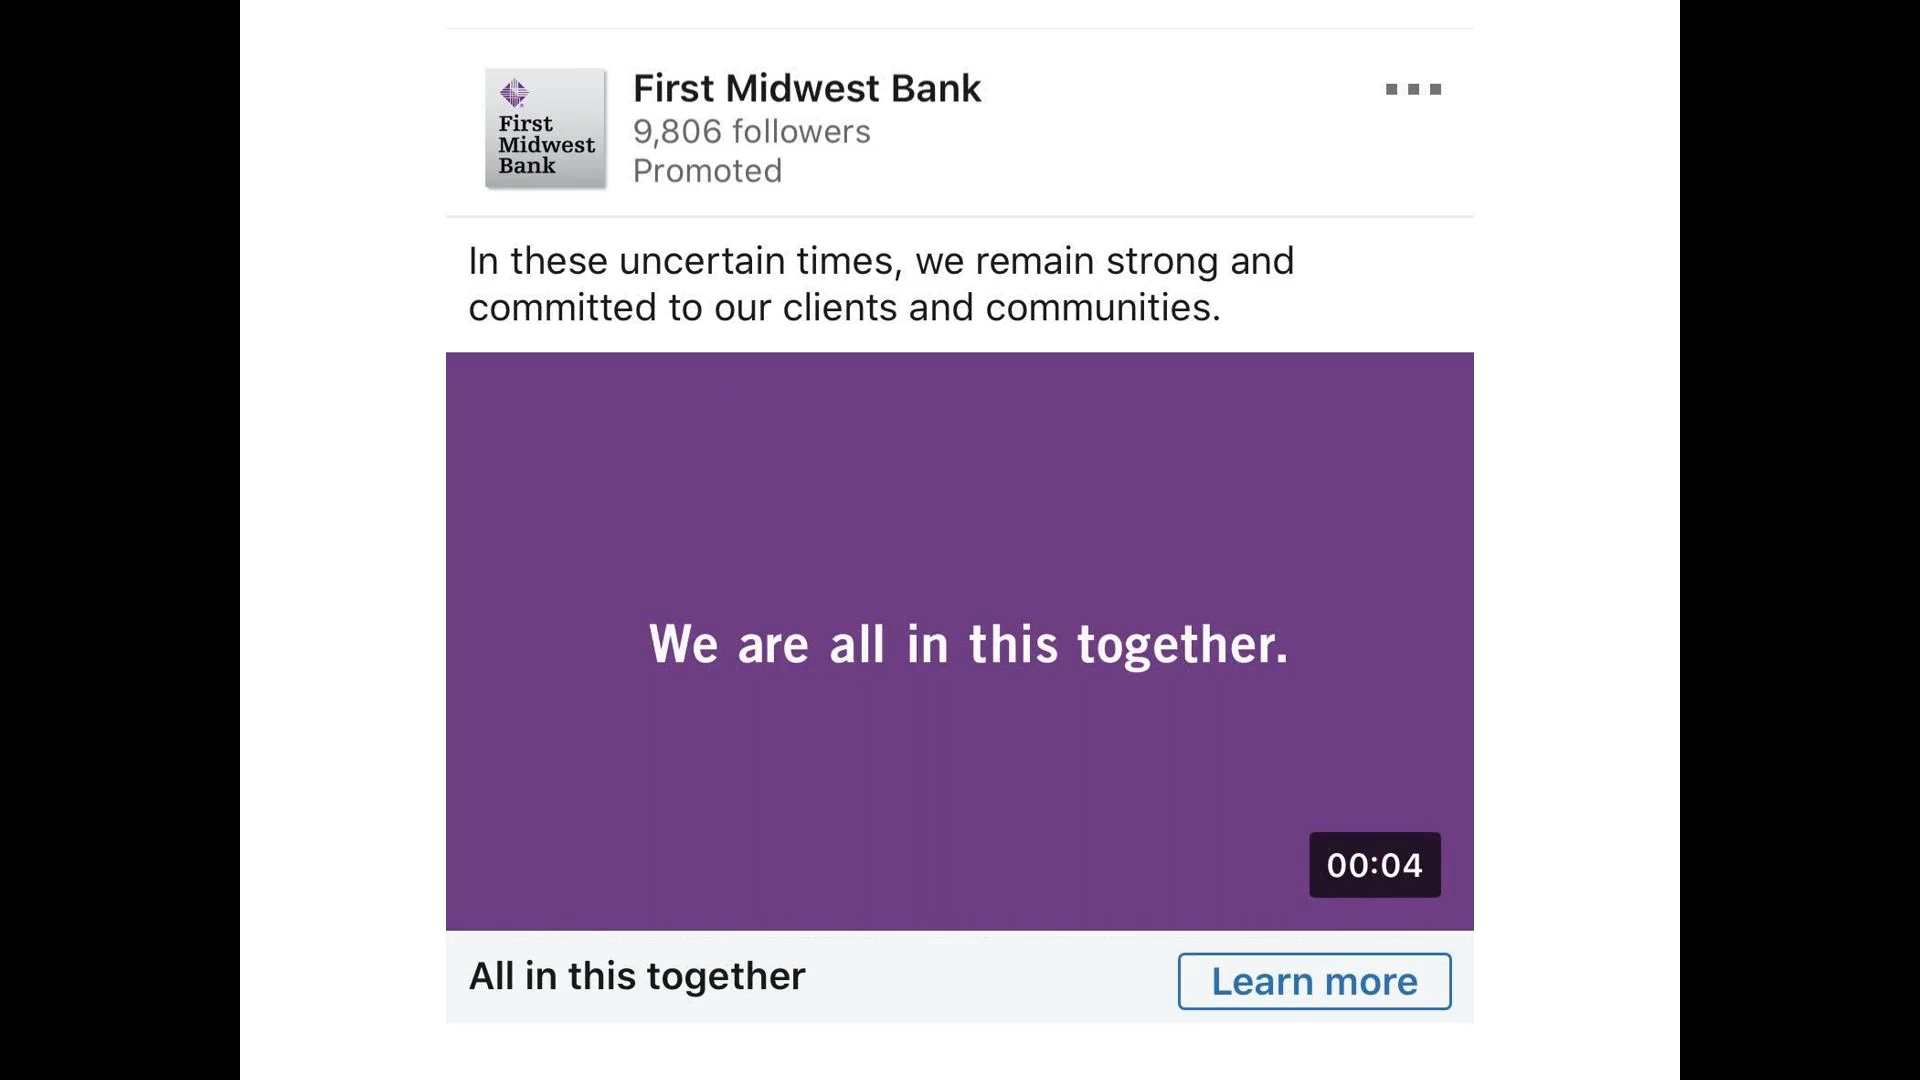 First
Midwest
Bank
First Midwest Bank
9,806 followers
Promoted
In these uncertain times, we remain strong and
committed to our clients and communities.
We are all in this together.
00:04
All in this together
Learn more